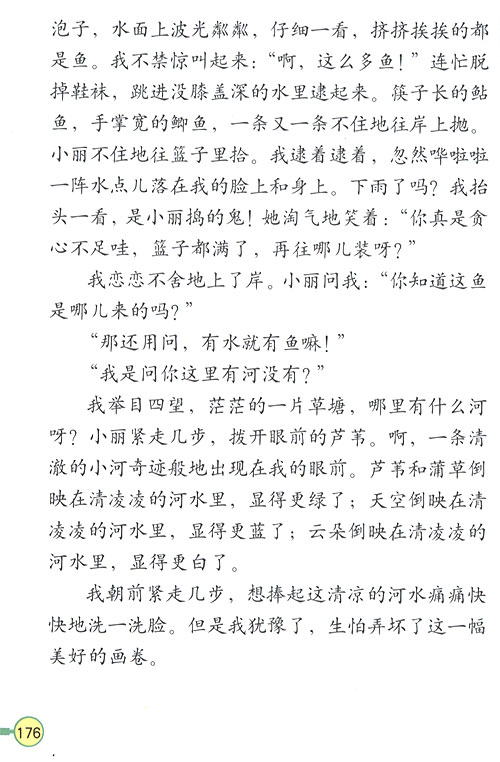 泡子，水面上波光粼粼，仔细一看，挤挤挨挨的都
是鱼。我不禁惊叫起来：“啊，这么多鱼！”连忙脱
掉鞋袜，跳进没膝盖深的水里逮起来。筷子长的鲇
鱼，手掌宽的鲫鱼，一条又一条不住地往岸上抛。
小丽不住地往篮子里拾。我逮着逮着，忽然哗啦啦
一阵水点儿落在我的脸上和身上。下雨了吗？我抬
头一看，是小丽捣的鬼！她淘气地笑着：“你真是贪
心不足哇，篮子都满了，再往哪儿装呀？”
我恋恋不舍地上了岸。小丽问我：“你知道这鱼
是哪儿来的吗？”
“那还用问，有水就有鱼嘛！”
“我是问你这里有河没有？”
我举目四望，茫茫的一片草塘，哪里有什么河
呀？小丽紧走几步，拨开眼前的芦苇。啊，一条清
澈的小河奇迹般地出现在我的眼前。芦苇和蒲草倒
映在清凌凌的河水里，显得更绿了；天空倒映在清
凌凌的河水里，显得更蓝了；云朵倒映在清凌凌的
河水里，显得更白了。
我朝前紧走几步，想捧起这清凉的河水痛痛快
快地洗一洗脸。但是我犹豫了，生怕弄坏了这一幅
美好的画卷。
176